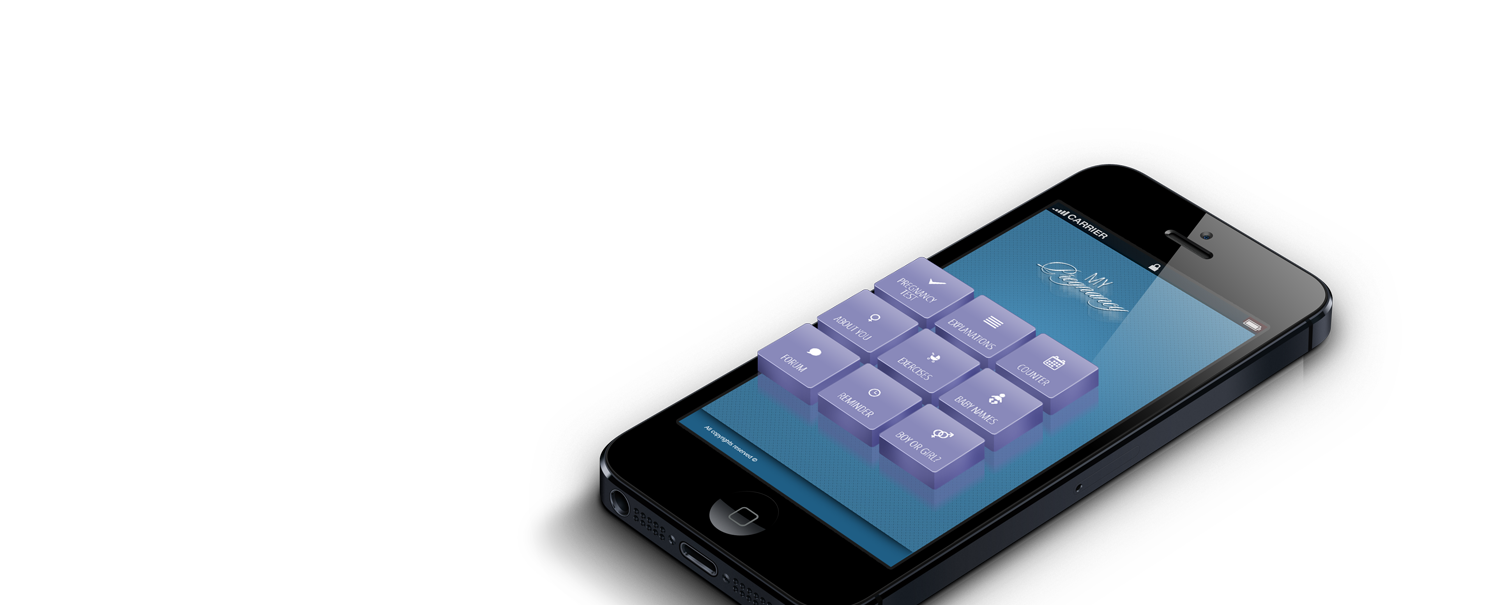 CARRIER
MY
Pregnancy
PREGNANCY
TEST
EXPLANATIONS
COUNTER
ABOUT YOU
EXERCISES
BABY NAMES
FORUM
REMINDER
BOY OR GIRL?
All copyrights reserved ©